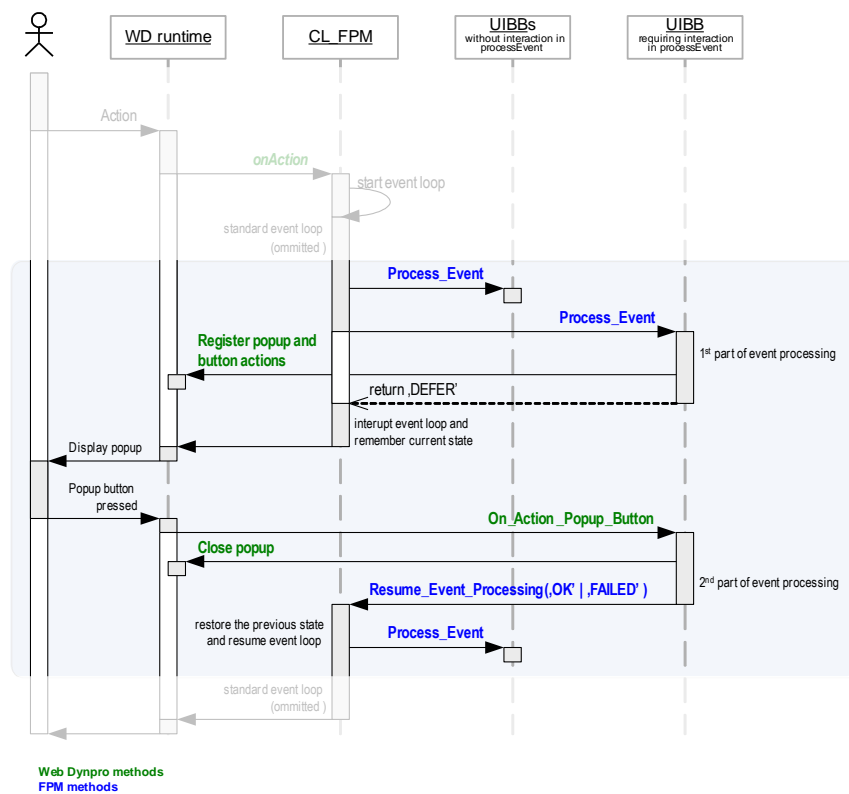 WD runtime
CL_FPM
UIBBs
without interaction in
processEvent
UIBB
requiring interaction
in processEvent
Action
onAction
start event loop
standard event loop
(ommitted )
Process_Event
Process_Event
Register popup and
button actions
1st part of event processing
return ,DEFER'
interupt event loop and
remember current state
Display popup
Popup button
pressed
On_Action_Popup_Button
Close popup
2nd part of event processing
Resume_Event_Processing(,OK' | ,FAILED' )
restore the previous state
and resume event loop
Process_Event
standard event loop
(ommitted )
Web Dynpro methods
FPM methods